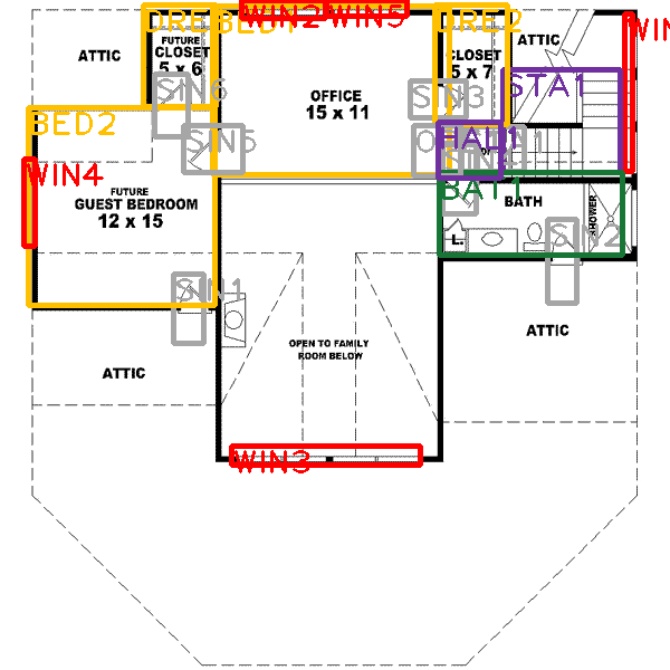 DRE1
BED1
WIN2
WIN5
DRE2
WIN
ATTIC
FUTURE
CLOSET
5 x 6
CLOSET
5 x 7
ATTIC
SIN6
OFFICE
15 x 11
SIN3
STA1
BED2
SIN5
HAL1
WIN4
FUTURE
GUEST BEDROOM
12 x 15
BAT1
BATH
SHOWER
L.
SIN2
SIN1
OPEN TO FAMILY
ROOM BELOW
ATTIC
ATTIC
WIN3